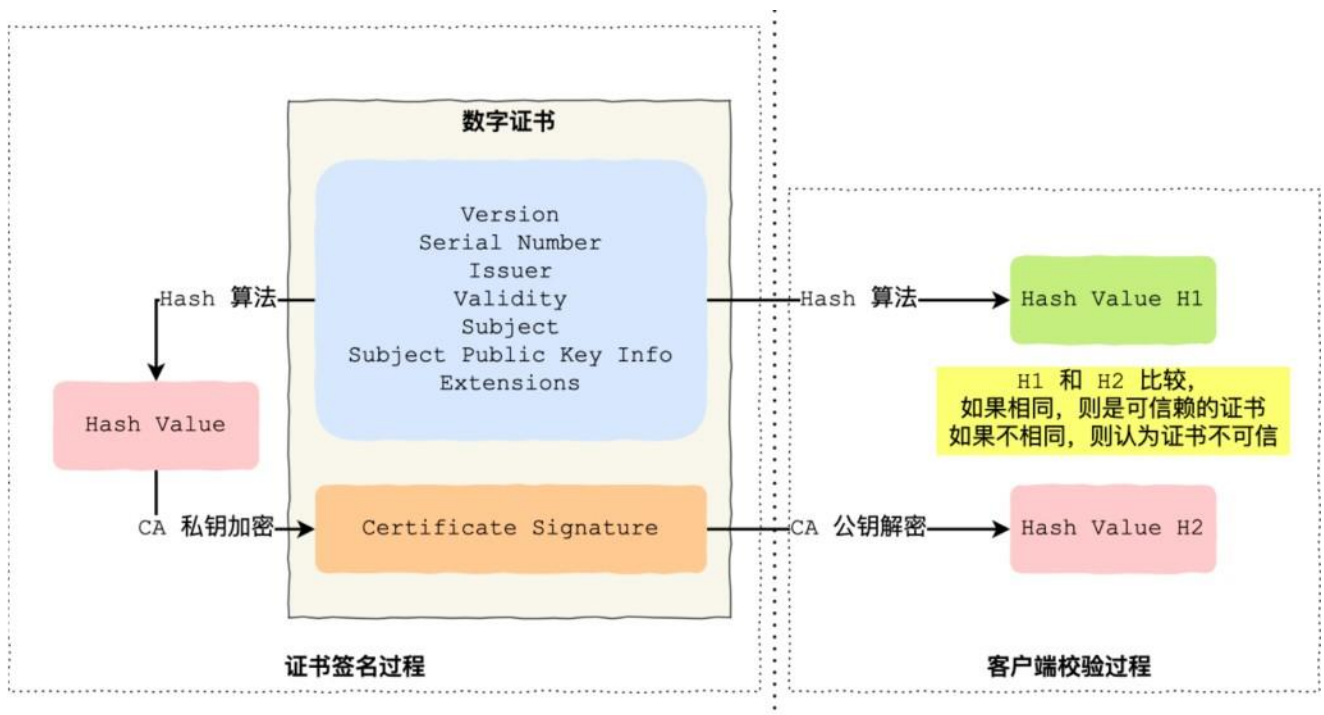 数字证书
Version
Serial Number
Issuer
Validity
Subject
Subject Public Key Info
Extensions
Hash 算法
Hash Value
CA 私钥加密
Certificate Signature
证书签名过程
Hash 算法
Hash Value H1
H1 和 H2 比较，
如果相同，则是可信赖的证书
如果不相同，则认为证书不可信
CA 公钥解密
Hash Value H2
客户端校验过程